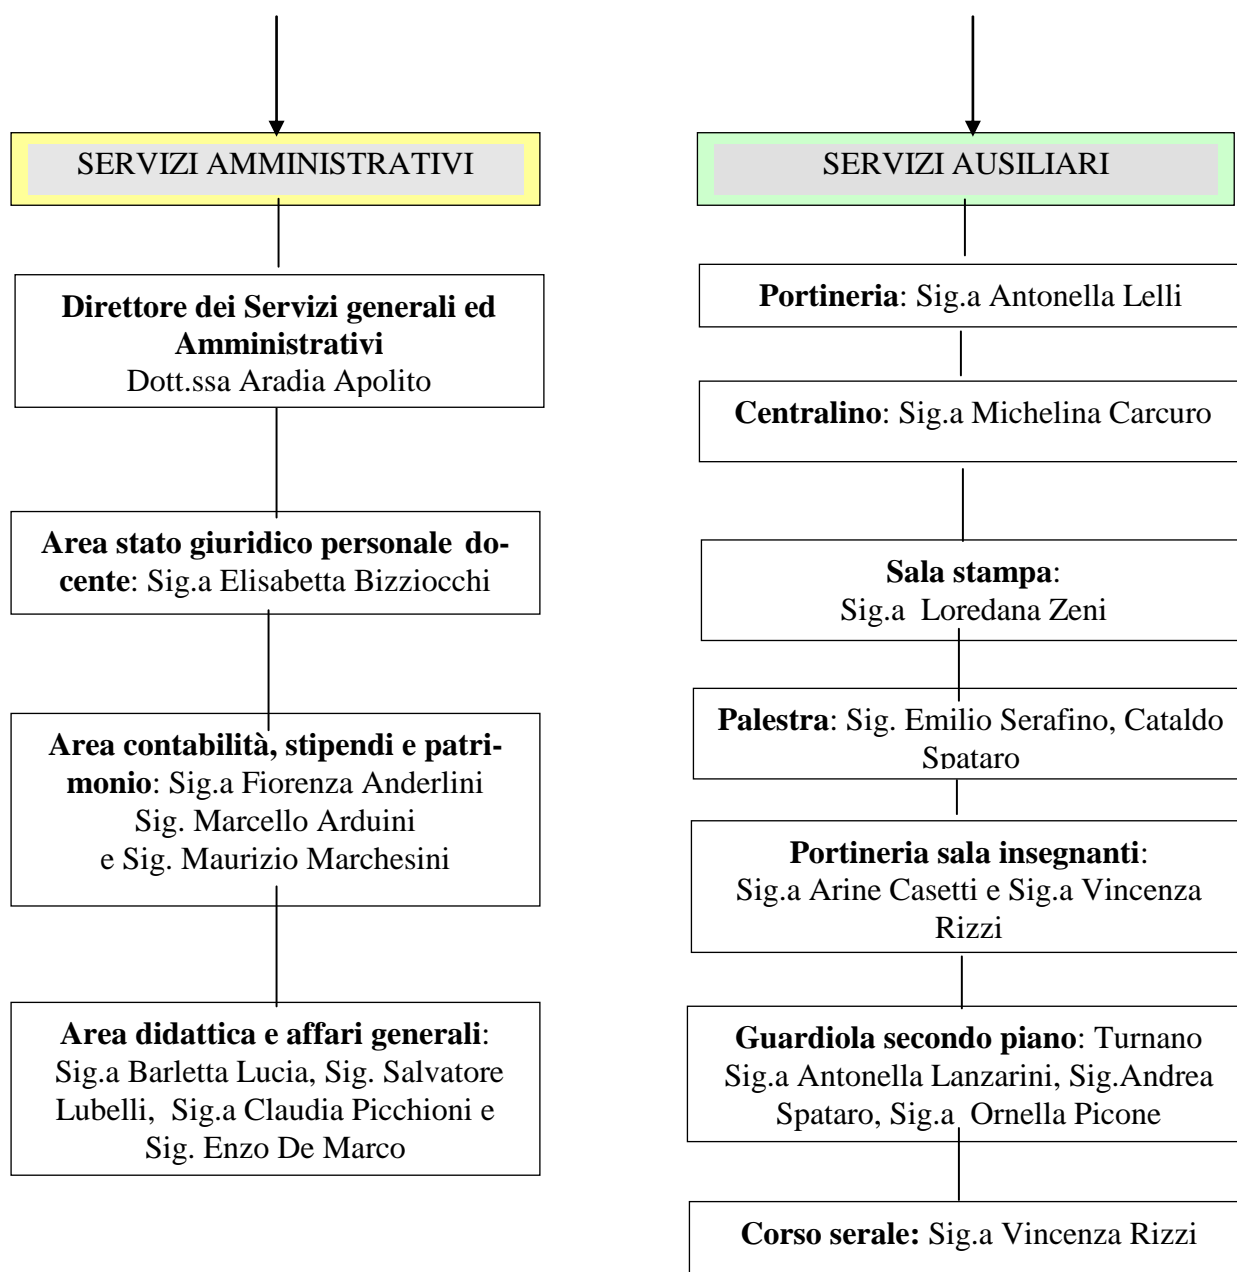 SERVIZI AMMINISTRATIVI
Direttore dei Servizi generali ed
Amministrativi
Dott.ssa Aradia Apolito
Area stato giuridico personale do-
cente: Sig.a Elisabetta Bizziocchi
Area contabilità, stipendi e patri-
monio: Sig.a Fiorenza Anderlini
Sig. Marcello Arduini
e Sig. Maurizio Marchesini
Area didattica e affari generali:
Sig.a Barletta Lucia, Sig. Salvatore
Lubelli, Sig.a Claudia Picchioni e
Sig. Enzo De Marco
SERVIZI AUSILIARI
Portineria: Sig.a Antonella Lelli
Centralino: Sig.a Michelina Carcuro
Sala stampa:
Sig.a Loredana Zeni
Palestra: Sig. Emilio Serafino, Cataldo
Spataro
Portineria sala insegnanti:
Sig.a Arine Casetti e Sig.a Vincenza
Rizzi
Guardiola secondo piano: Turnano
Sig.a Antonella Lanzarini, Sig.Andrea
Spataro, Sig.a Ornella Picone
Corso serale: Sig.a Vincenza Rizzi